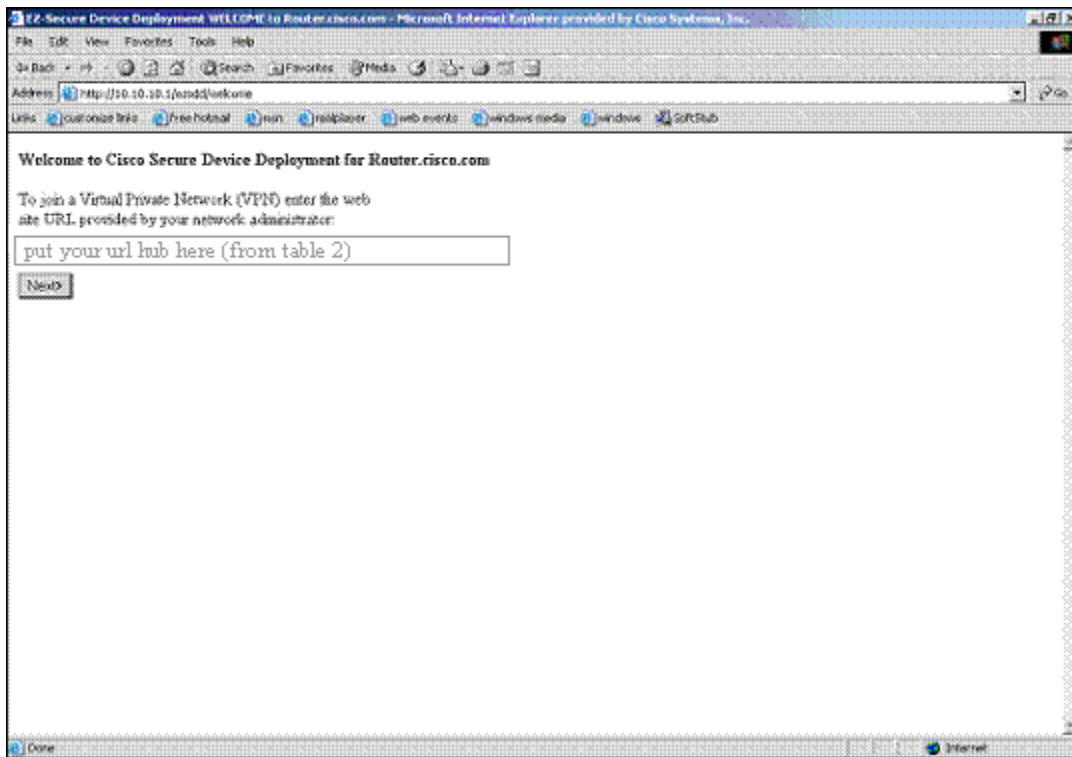 EZ-Secure Device Deployment WELCOME to Router.cisco.com - Microsoft Internet Explorer provided by Cisco Systems, Inc.
File Edit View Favorites Tools Help
Back Search Favorites Media
Address http://10.10.10.1/ezsdd/welcome Go
Links customize links free hotmail msn realplayer web events windows media windows SoftStub
Welcome to Cisco Secure Device Deployment for Router.cisco.com
To join a Virtual Private Network (VPN) enter the web
site URL provided by your network administrator:
put your url hub here (from table 2)
Next>
Done Internet